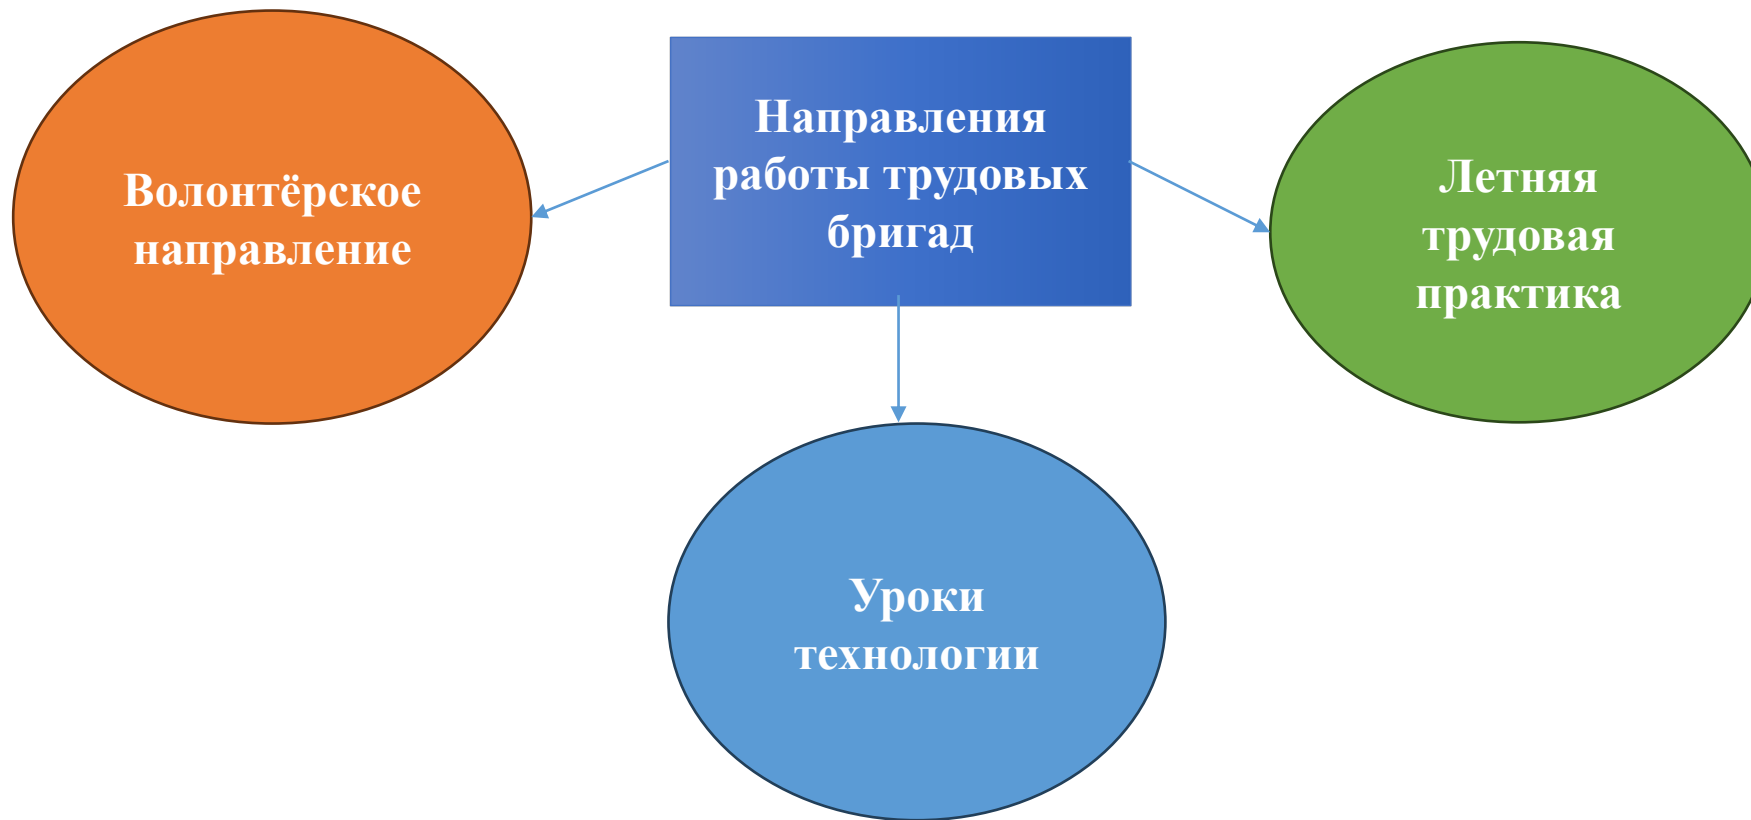 Направления
работы трудовых
бригад
Волонтёрское
направление
Летняя
трудовая
практика
Уроки
технологии